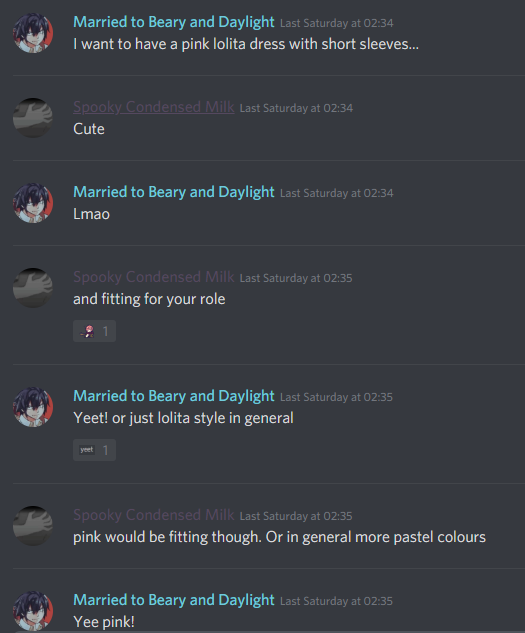 Married to Beary and Daylight Last Saturday at 02:34
I want to have a pink lolita dress with short sleeves...
Spooky Condensed Milk Last Saturday at 02:34
Cute
Married to Beary and Daylight Last Saturday at 02:34
Lmao
Spooky Condensed Milk Last Saturday at 02:35
and fitting for your role
1
Married to Beary and Daylight Last Saturday at 02:35
Yeet! or just lolita style in general
yeet 1
Spooky Condensed Milk Last Saturday at 02:35
pink would be fitting though. Or in general more pastel colours
Married to Beary and Daylight Last Saturday at 02:35
Yee pink!